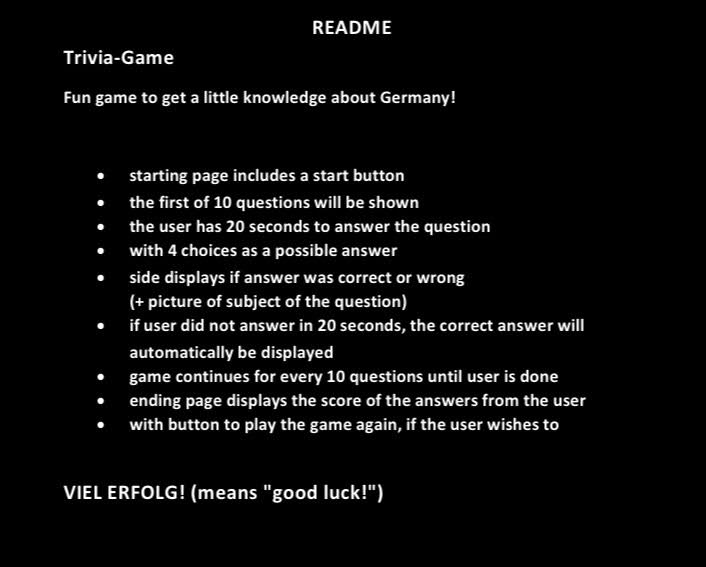 README
Trivia-Game
Fun game to get a little knowledge about Germany!
• starting page includes a start button
• the first of 10 questions will be shown
• the user has 20 seconds to answer the question
• with 4 choices as a possible answer
• side displays if answer was correct or wrong
(+ picture of subject of the question)
• if user did not answer in 20 seconds, the correct answer will
automatically be displayed
• game continues for every 10 questions until user is done
• ending page displays the score of the answers from the user
• with button to play the game again, if the user wishes to
VIEL ERFOLG! (means "good luck!")